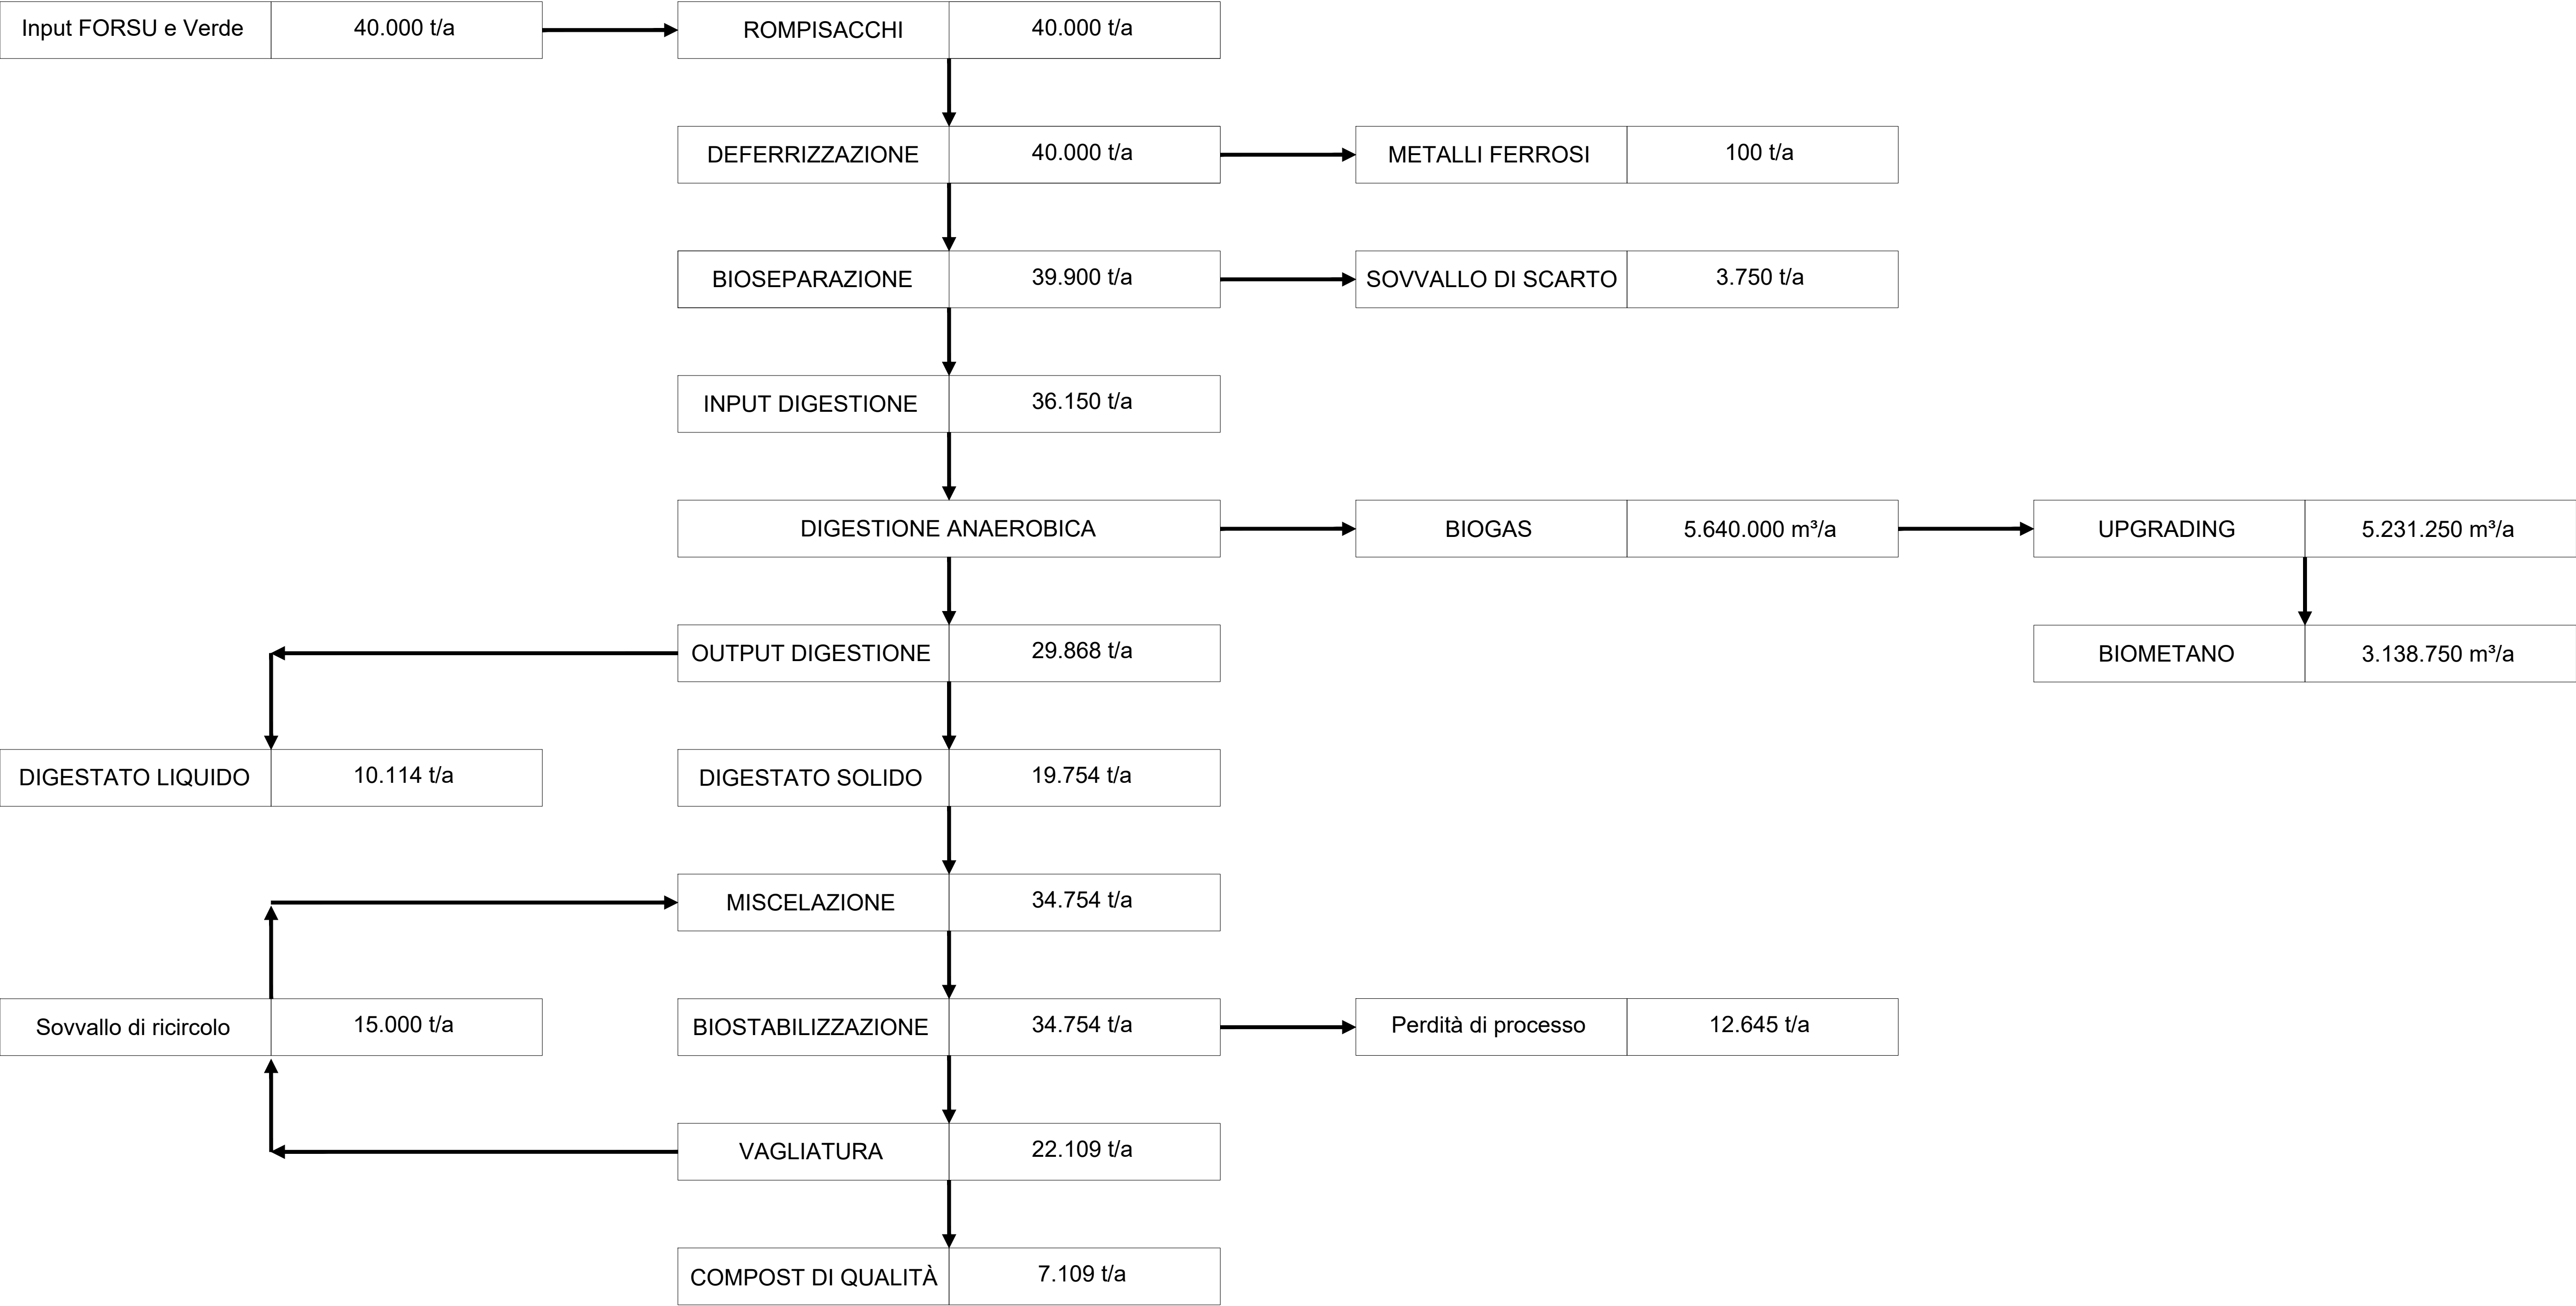 Input FORSU e Verde 40.000 t/a ROMPISACCHI 40.000 t/a
DEFERRIZZAZIONE 40.000 t/a METALLI FERROSI 100 t/a
BIOSEPARAZIONE 39.900 t/a SOVVALLO DI SCARTO 3.750 t/a
INPUT DIGESTIONE 36.150 t/a
DIGESTIONE ANAEROBICA BIOGAS 5.640.000 m³/a UPGRADING 5.231.250 m³/a
OUTPUT DIGESTIONE 29.868 t/a BIOMETANO 3.138.750 m³/a
DIGESTATO LIQUIDO 10.114 t/a DIGESTATO SOLIDO 19.754 t/a
MISCELAZIONE 34.754 t/a
Sovvallo di ricircolo 15.000 t/a BIOSTABILIZZAZIONE 34.754 t/a Perdità di processo 12.645 t/a
VAGLIATURA 22.109 t/a
COMPOST DI QUALITÀ 7.109 t/a